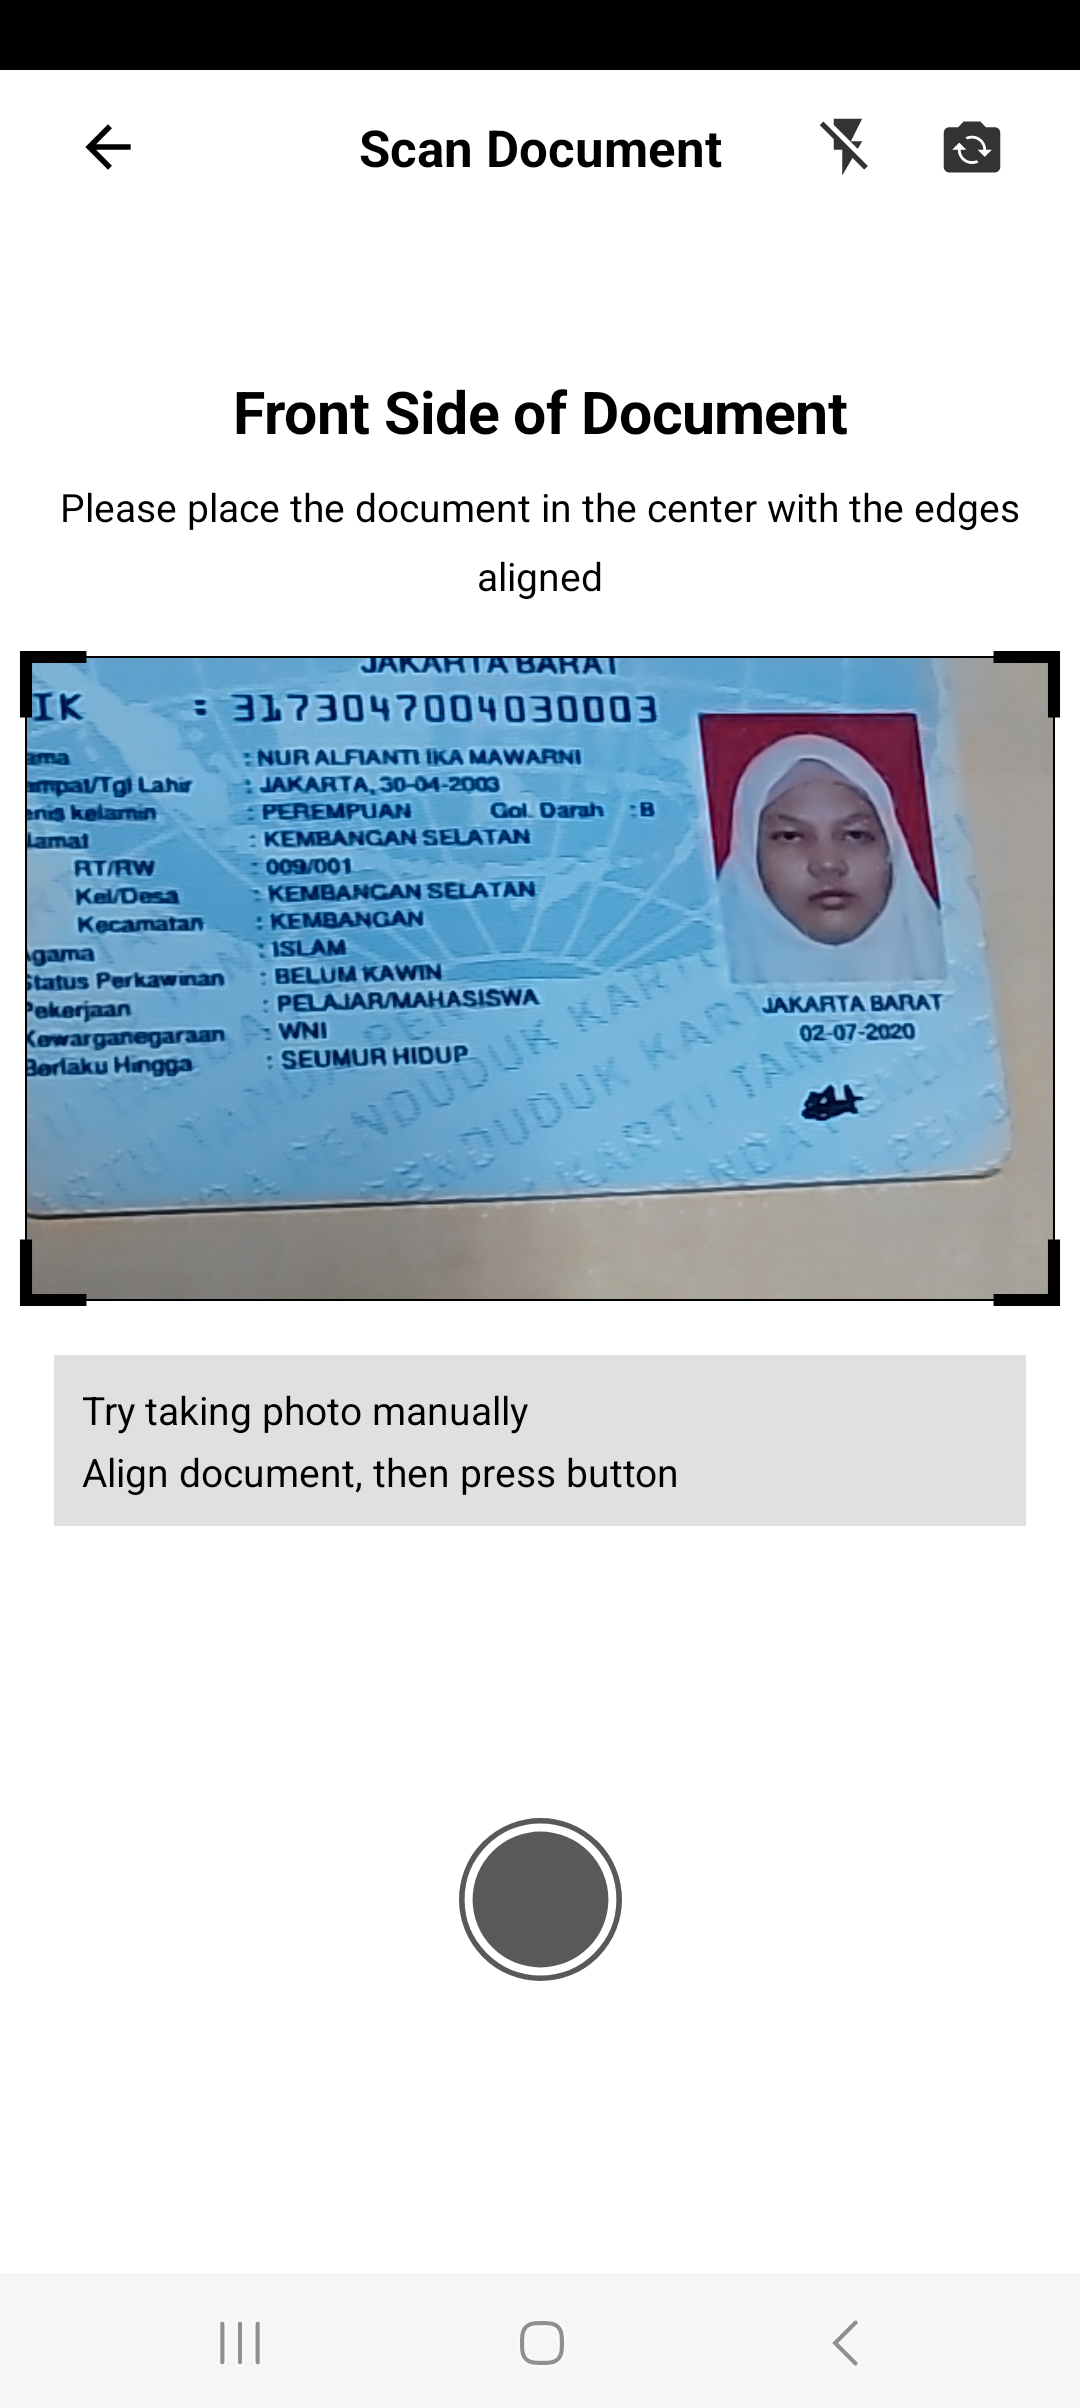 Scan Document
Front Side of Document
Please place the document in the center with the edges
aligned
JAKARTA BARAT
IK : 3173047004030003
ama : NUR ALFIANTI IKA MAWARNI
empat/Tgl Lahir : JAKARTA, 30-04-2003
enis kelamin : PEREMPUAN Gol. Darah : B
lamat : KEMBANGAN SELATAN
RT/RW : 009/001
Kel/Desa : KEMBANGAN SELATAN
Kecamatan : KEMBANGAN
Agama : ISLAM
Status Perkawinan : BELUM KAWIN
Pekerjaan : PELAJAR/MAHASISWA
Kewarganegaraan : WNI
Berlaku Hingga : SEUMUR HIDUP
JAKARTA BARAT
02-07-2020
Try taking photo manually
Align document, then press button